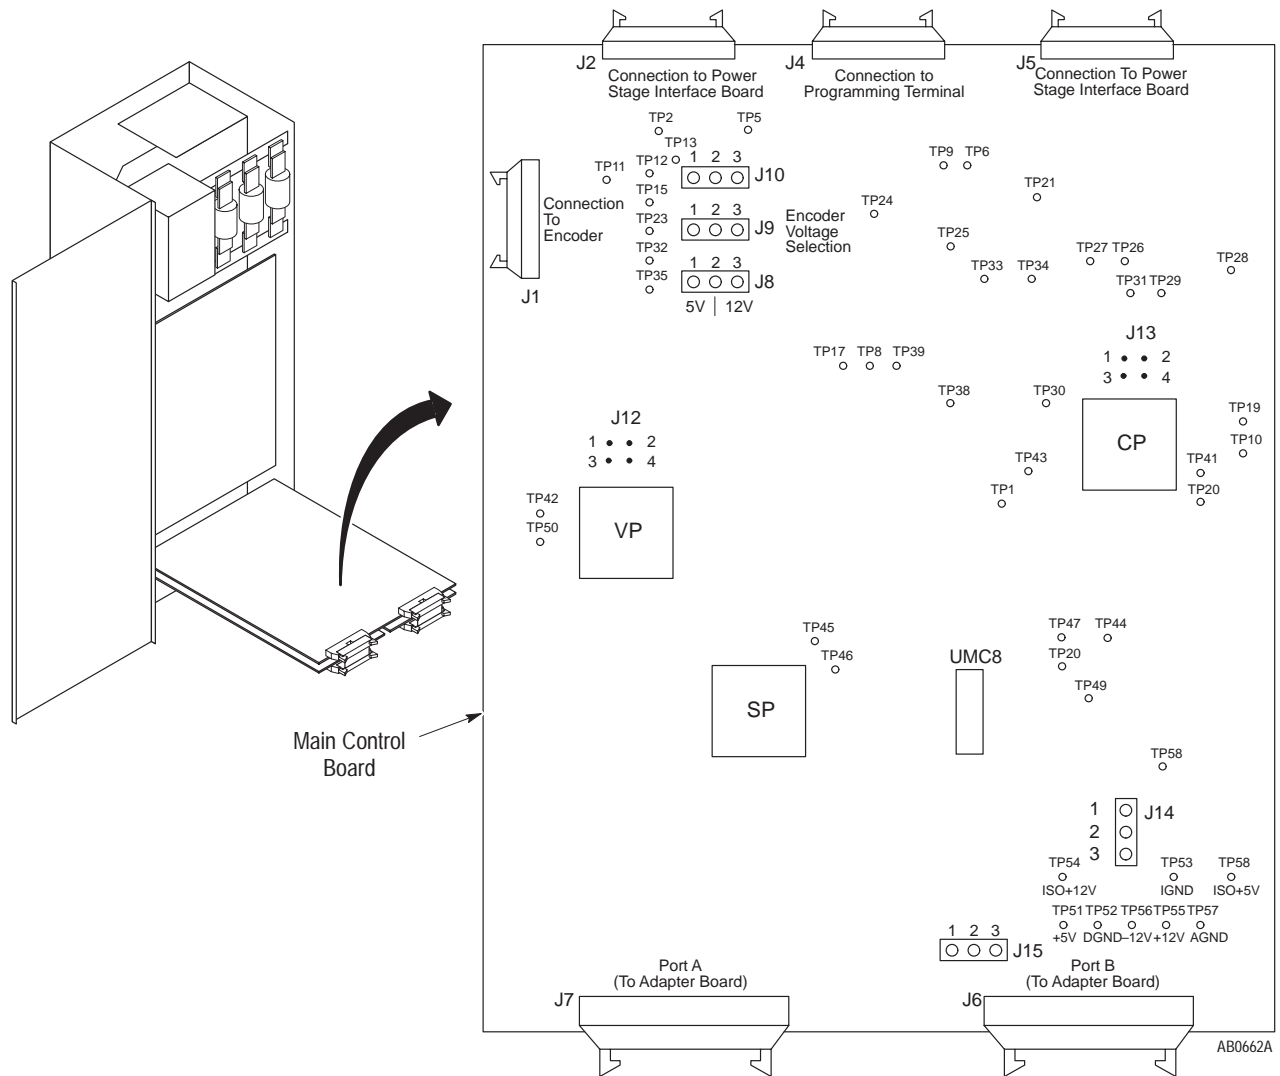 J2
J4
J5
Connection to Power
Stage Interface Board
Connection to
Programming Terminal
Connection To Power
Stage Interface Board
TP2
TP5
TP13
TP11
TP12
TP15
TP23
TP32
TP35
1 2 3
J10
1 2 3
J9
1 2 3
J8
5V | 12V
Encoder
Voltage
Selection
Connection
To
Encoder
J1
TP9
TP6
TP24
TP21
TP25
TP33
TP34
TP27
TP26
TP31
TP29
TP28
TP17
TP8
TP39
TP38
TP30
J13
1 2
3 4
CP
TP19
TP10
TP41
TP20
TP43
TP1
J12
1 2
3 4
VP
TP42
TP50
TP45
TP46
SP
UMC8
TP47
TP44
TP20
TP49
Main Control
Board
TP58
1
2
3
J14
TP54
ISO+12V
TP53
IGND
TP58
ISO+5V
TP51
+5V
TP52
DGND
TP56
–12V
TP55
+12V
TP57
AGND
1 2 3
J15
Port A
(To Adapter Board)
J7
Port B
(To Adapter Board)
J6
AB0662A